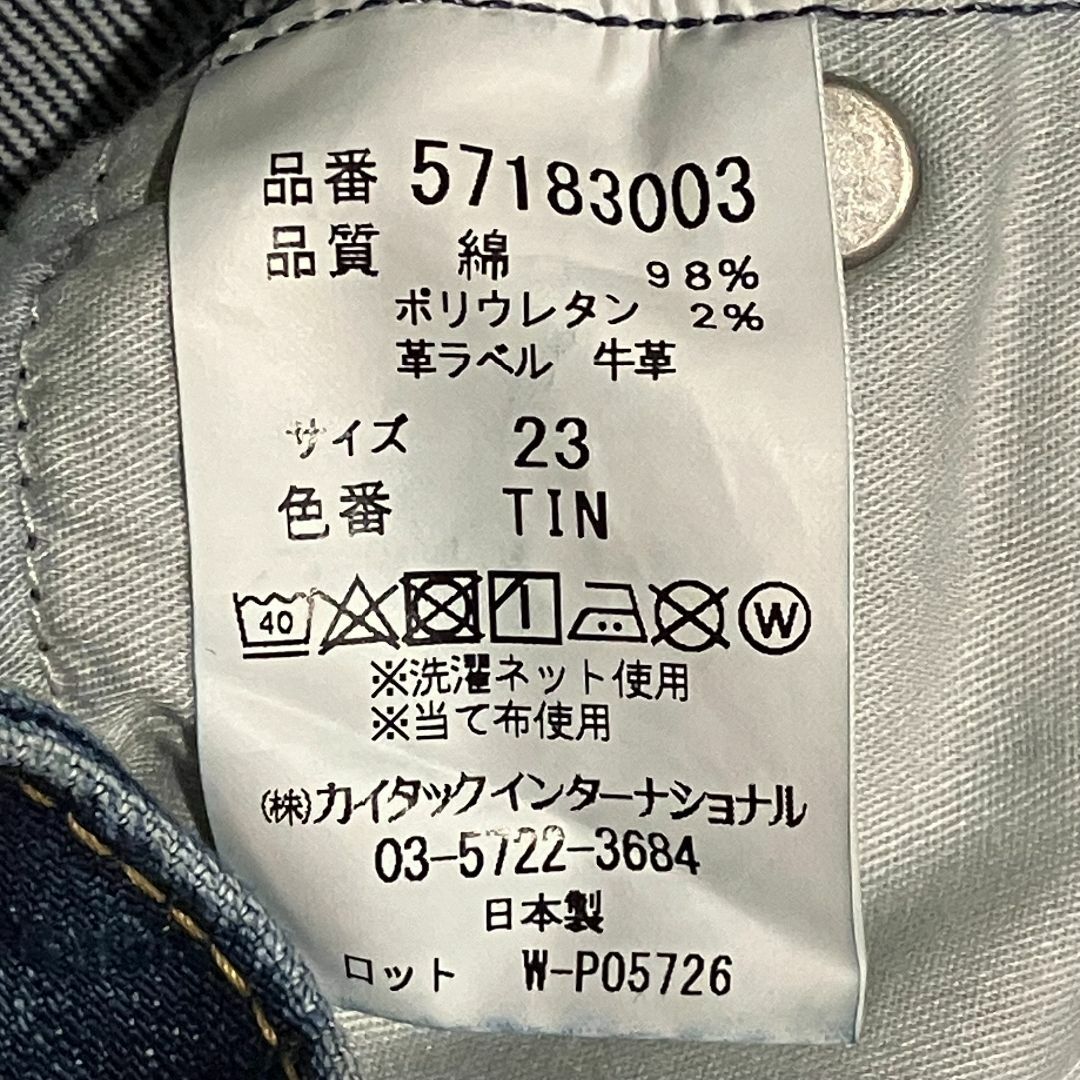 品番 57183003
品質 綿 98%
ポリウレタン 2%
革ラベル 牛革
サイズ 23
色番 TIN
40 W
※洗濯ネット使用
※当て布使用
(株)カイタックインターナショナル
03-5722-3684
日本製
ロット W-P05726